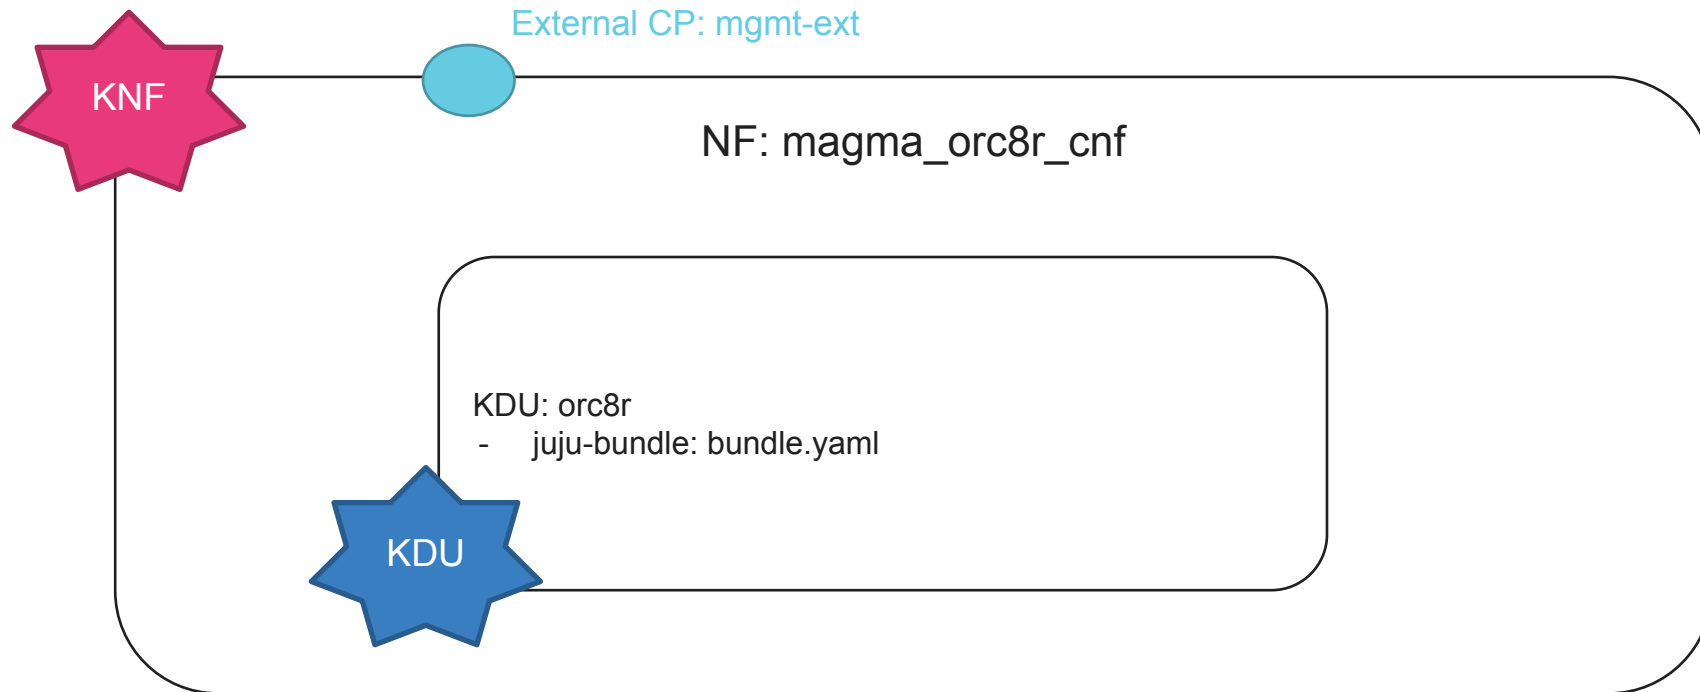 External CP: mgmt-ext
KNF
NF: magma_orc8r_cnf
KDU: orc8r
- juju-bundle: bundle.yaml
KDU